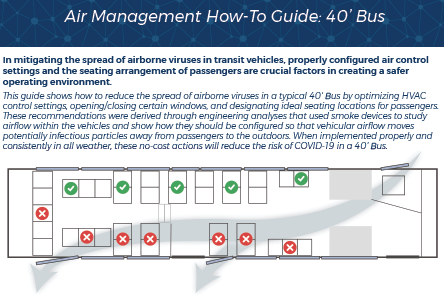 Air Management How-To Guide: 40’ Bus
In mitigating the spread of airborne viruses in transit vehicles, properly configured air control
settings and the seating arrangement of passengers are crucial factors in creating a safer
operating environment.
This guide shows how to reduce the spread of airborne viruses in a typical 40’ Bus by optimizing HVAC
control settings, opening/closing certain windows, and designating ideal seating locations for passengers.
These recommendations were derived through engineering analyses that used smoke devices to study
airflow within the vehicles and show how they should be configured so that vehicular airflow moves
potentially infectious particles away from passengers to the outdoors. When implemented properly and
consistently in all weather, these no-cost actions will reduce the risk of COVID-19 in a 40’ Bus.